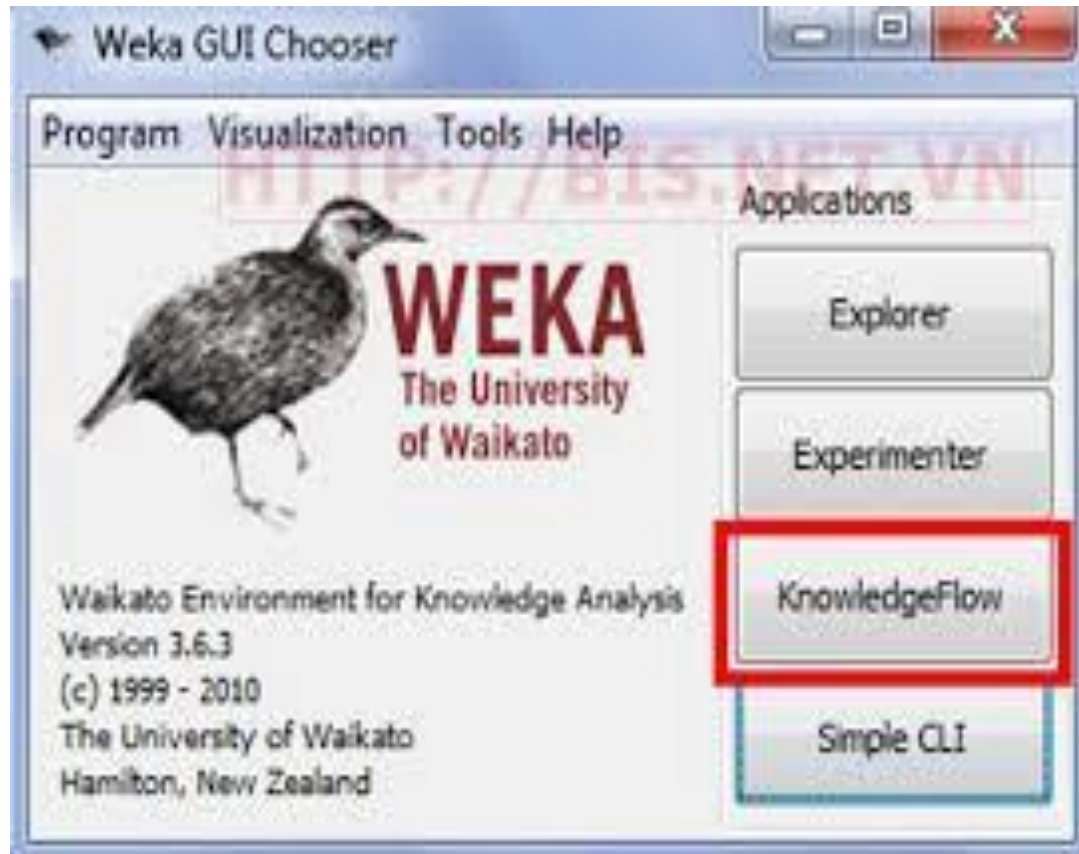 Weka GUI Chooser
Program Visualization Tools Help
HTTP://BIS.NET.VN
Applications
WEKA
The University
of Waikato
Explorer
Experimenter
KnowledgeFlow
Simple CLI
Waikato Environment for Knowledge Analysis
Version 3.6.3
(c) 1999 - 2010
The University of Waikato
Hamilton, New Zealand